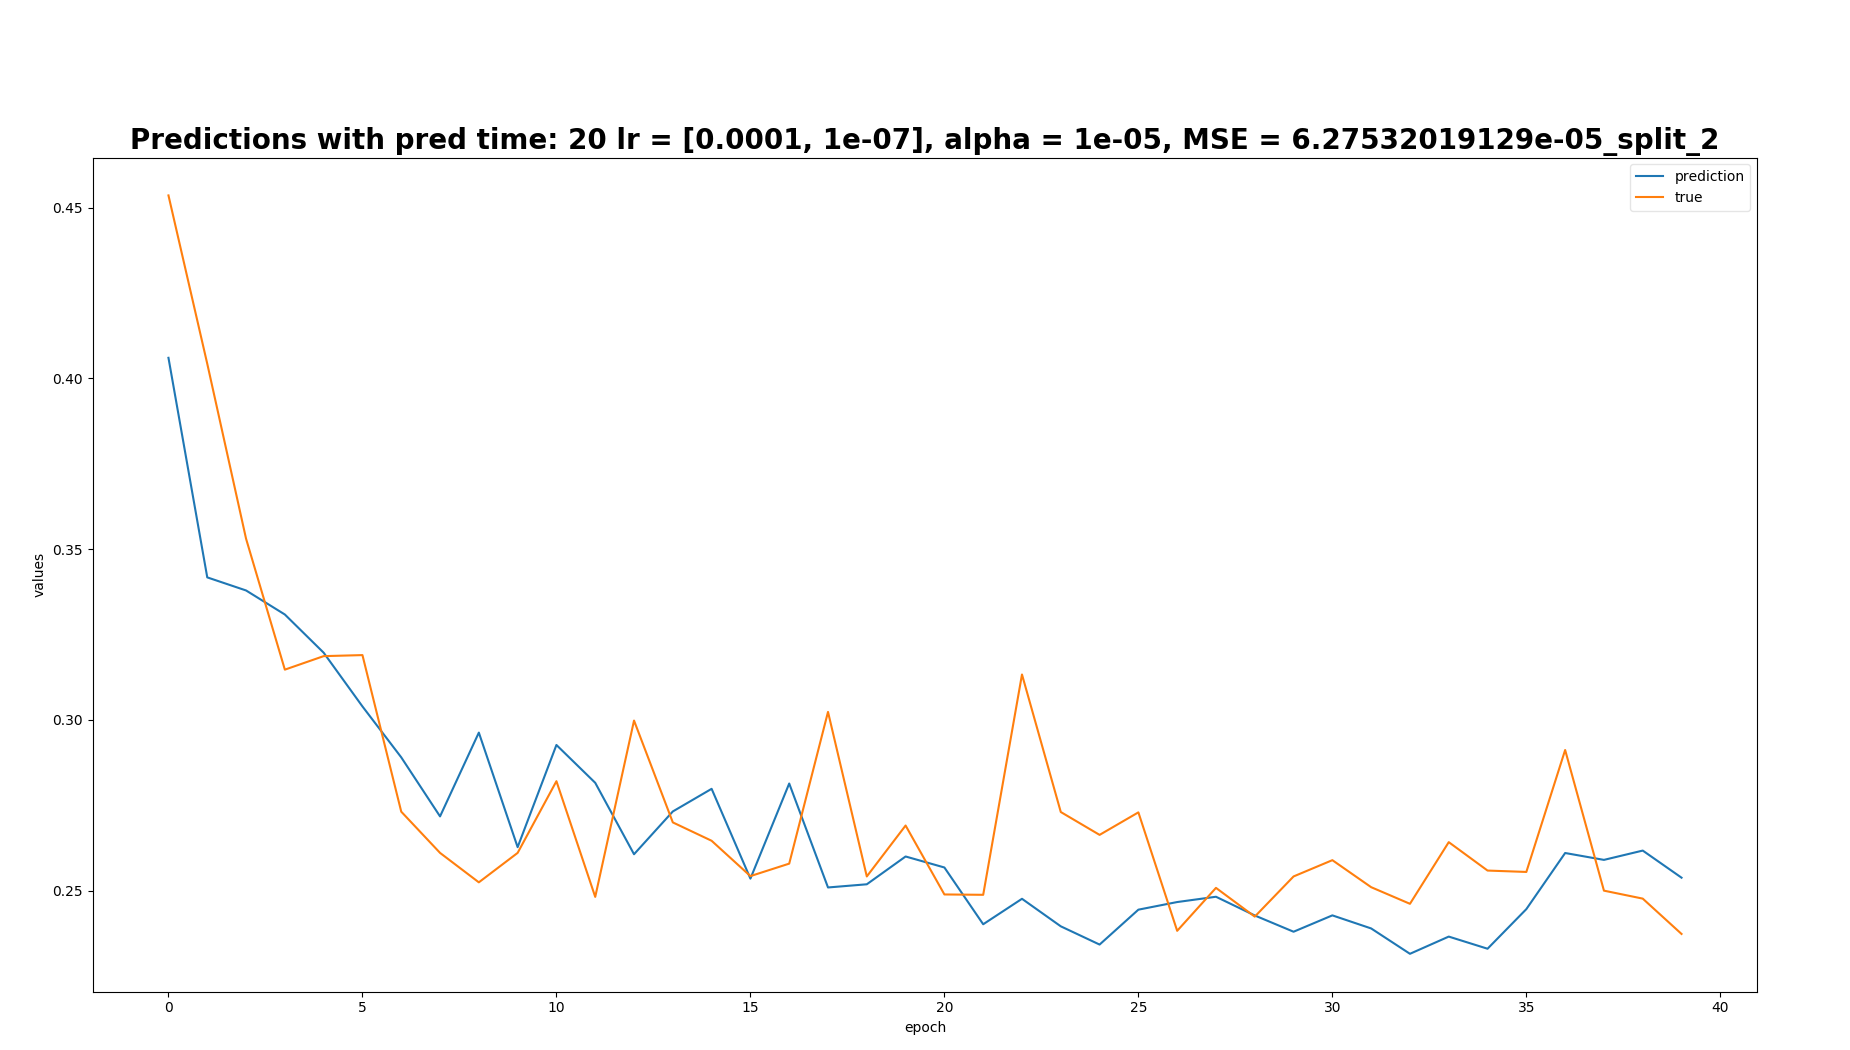 Predictions with pred time: 20 lr = [0.0001, 1e-07], alpha = 1e-05, MSE = 6.27532019129e-05_split_2
prediction
true
0.45
0.40
0.35
0.30
0.25
values
0 5 10 15 20 25 30 35 40
epoch